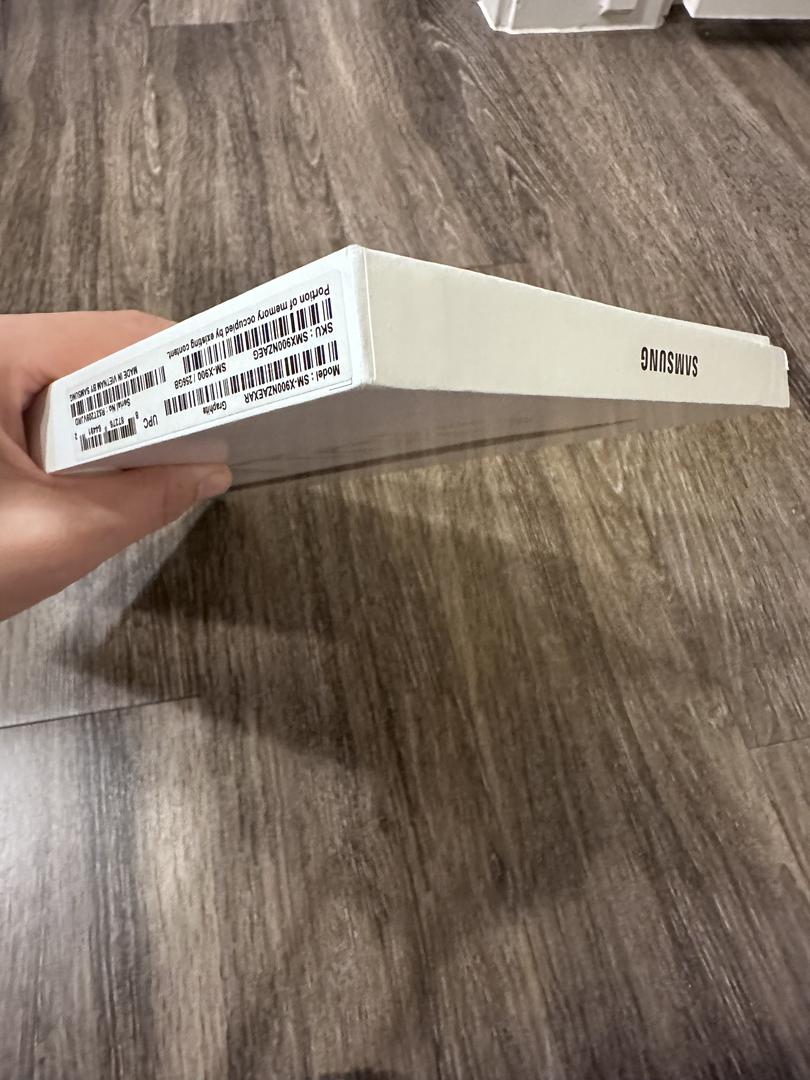 Model : SM-X900NZAEXAR
Graphite
UPC
SKU : SMX900NZAEG
SM-X900 / 256GB
Portion of memory occupied by existing content.
MADE IN VIETNAM BY SAMSUNG
SAMSUNG